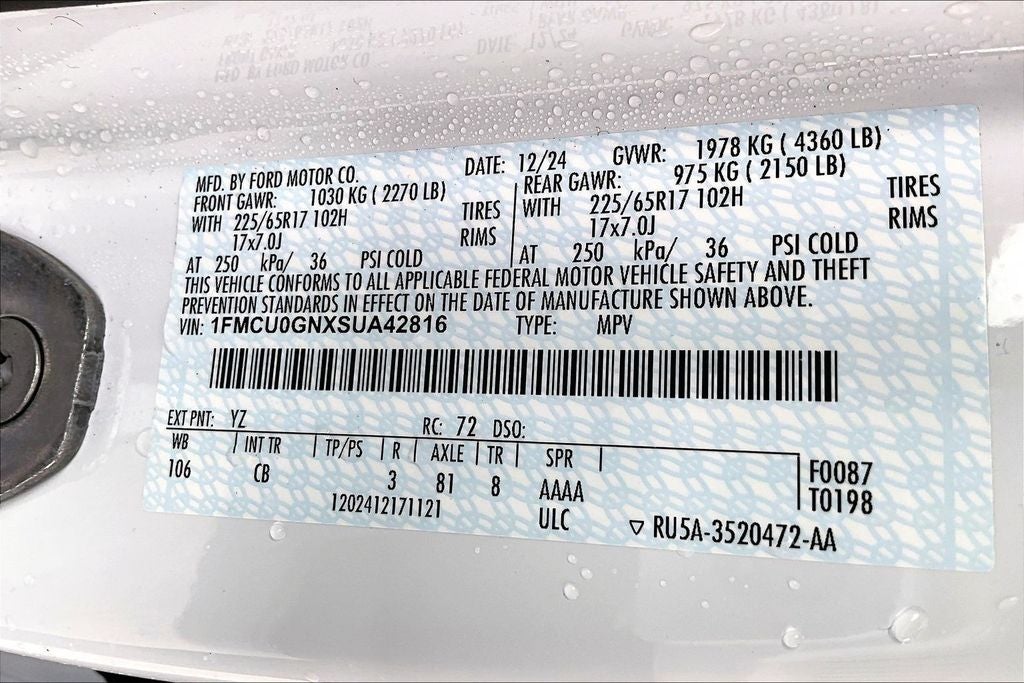 MFD. BY FORD MOTOR CO. DATE: 12/24 GVWR: 1978 KG ( 4360 LB)
FRONT GAWR: 1030 KG ( 2270 LB) REAR GAWR: 975 KG ( 2150 LB)
WITH 225/65R17 102H TIRES WITH 225/65R17 102H TIRES
17x7.0J RIMS 17x7.0J RIMS
AT 250 kPa/ 36 PSI COLD AT 250 kPa/ 36 PSI COLD
THIS VEHICLE CONFORMS TO ALL APPLICABLE FEDERAL MOTOR VEHICLE SAFETY AND THEFT
PREVENTION STANDARDS IN EFFECT ON THE DATE OF MANUFACTURE SHOWN ABOVE.
VIN: 1FMCU0GNXSUA42816 TYPE: MPV
EXT PNT: YZ RC: 72 DSO:
WB | INT TR | TP/PS | R | AXLE | TR | SPR |
106 CB 3 81 8 AAAA F0087
1202412171121 ULC T0198
▽ RU5A-3520472-AA